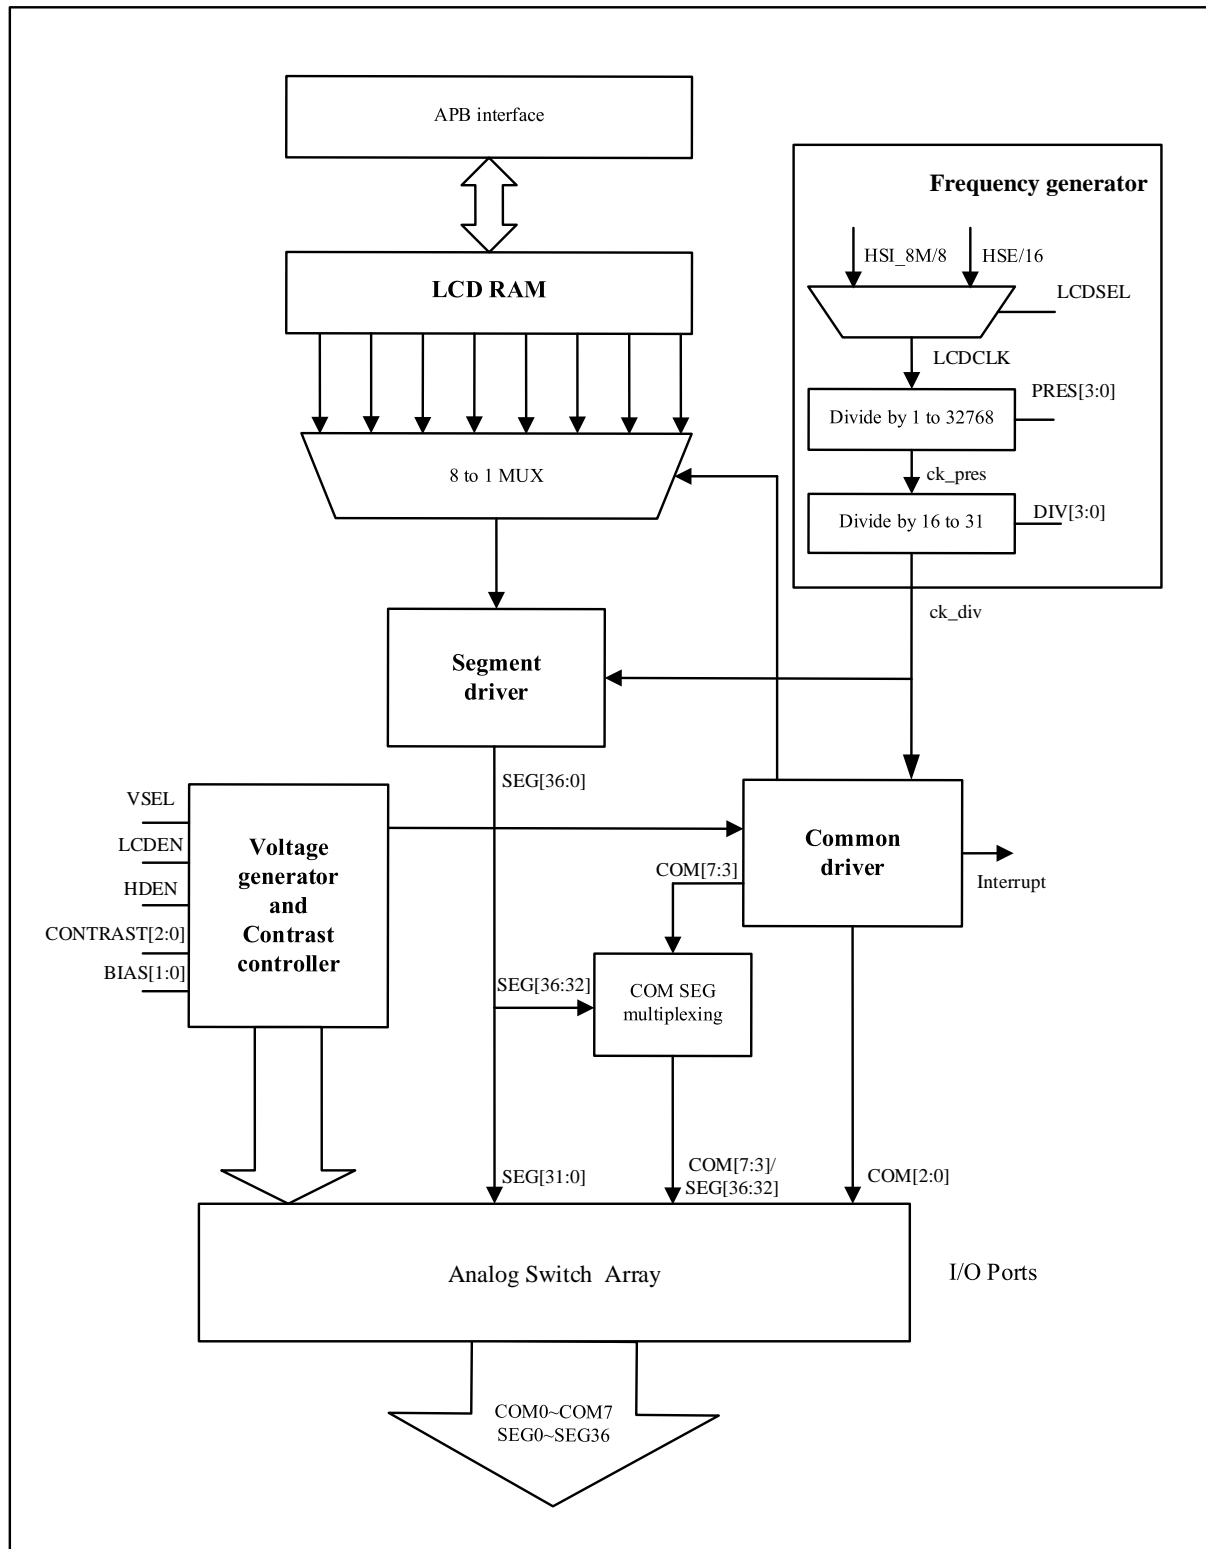 APB interface
Frequency generator
HSI_8M/8
HSE/16
LCD RAM
LCDSEL
LCDCLK
PRES[3:0]
Divide by 1 to 32768
8 to 1 MUX
ck_pres
DIV[3:0]
Divide by 16 to 31
ck_div
Segment
driver
SEG[36:0]
VSEL
LCDEN
HDEN
CONTRAST[2:0]
BIAS[1:0]
Voltage
generator
and
Contrast
controller
Common
driver
COM[7:3]
Interrupt
SEG[36:32]
COM SEG
multiplexing
SEG[31:0]
COM[7:3]/
SEG[36:32]
COM[2:0]
Analog Switch Array
I/O Ports
COM0~COM7
SEG0~SEG36